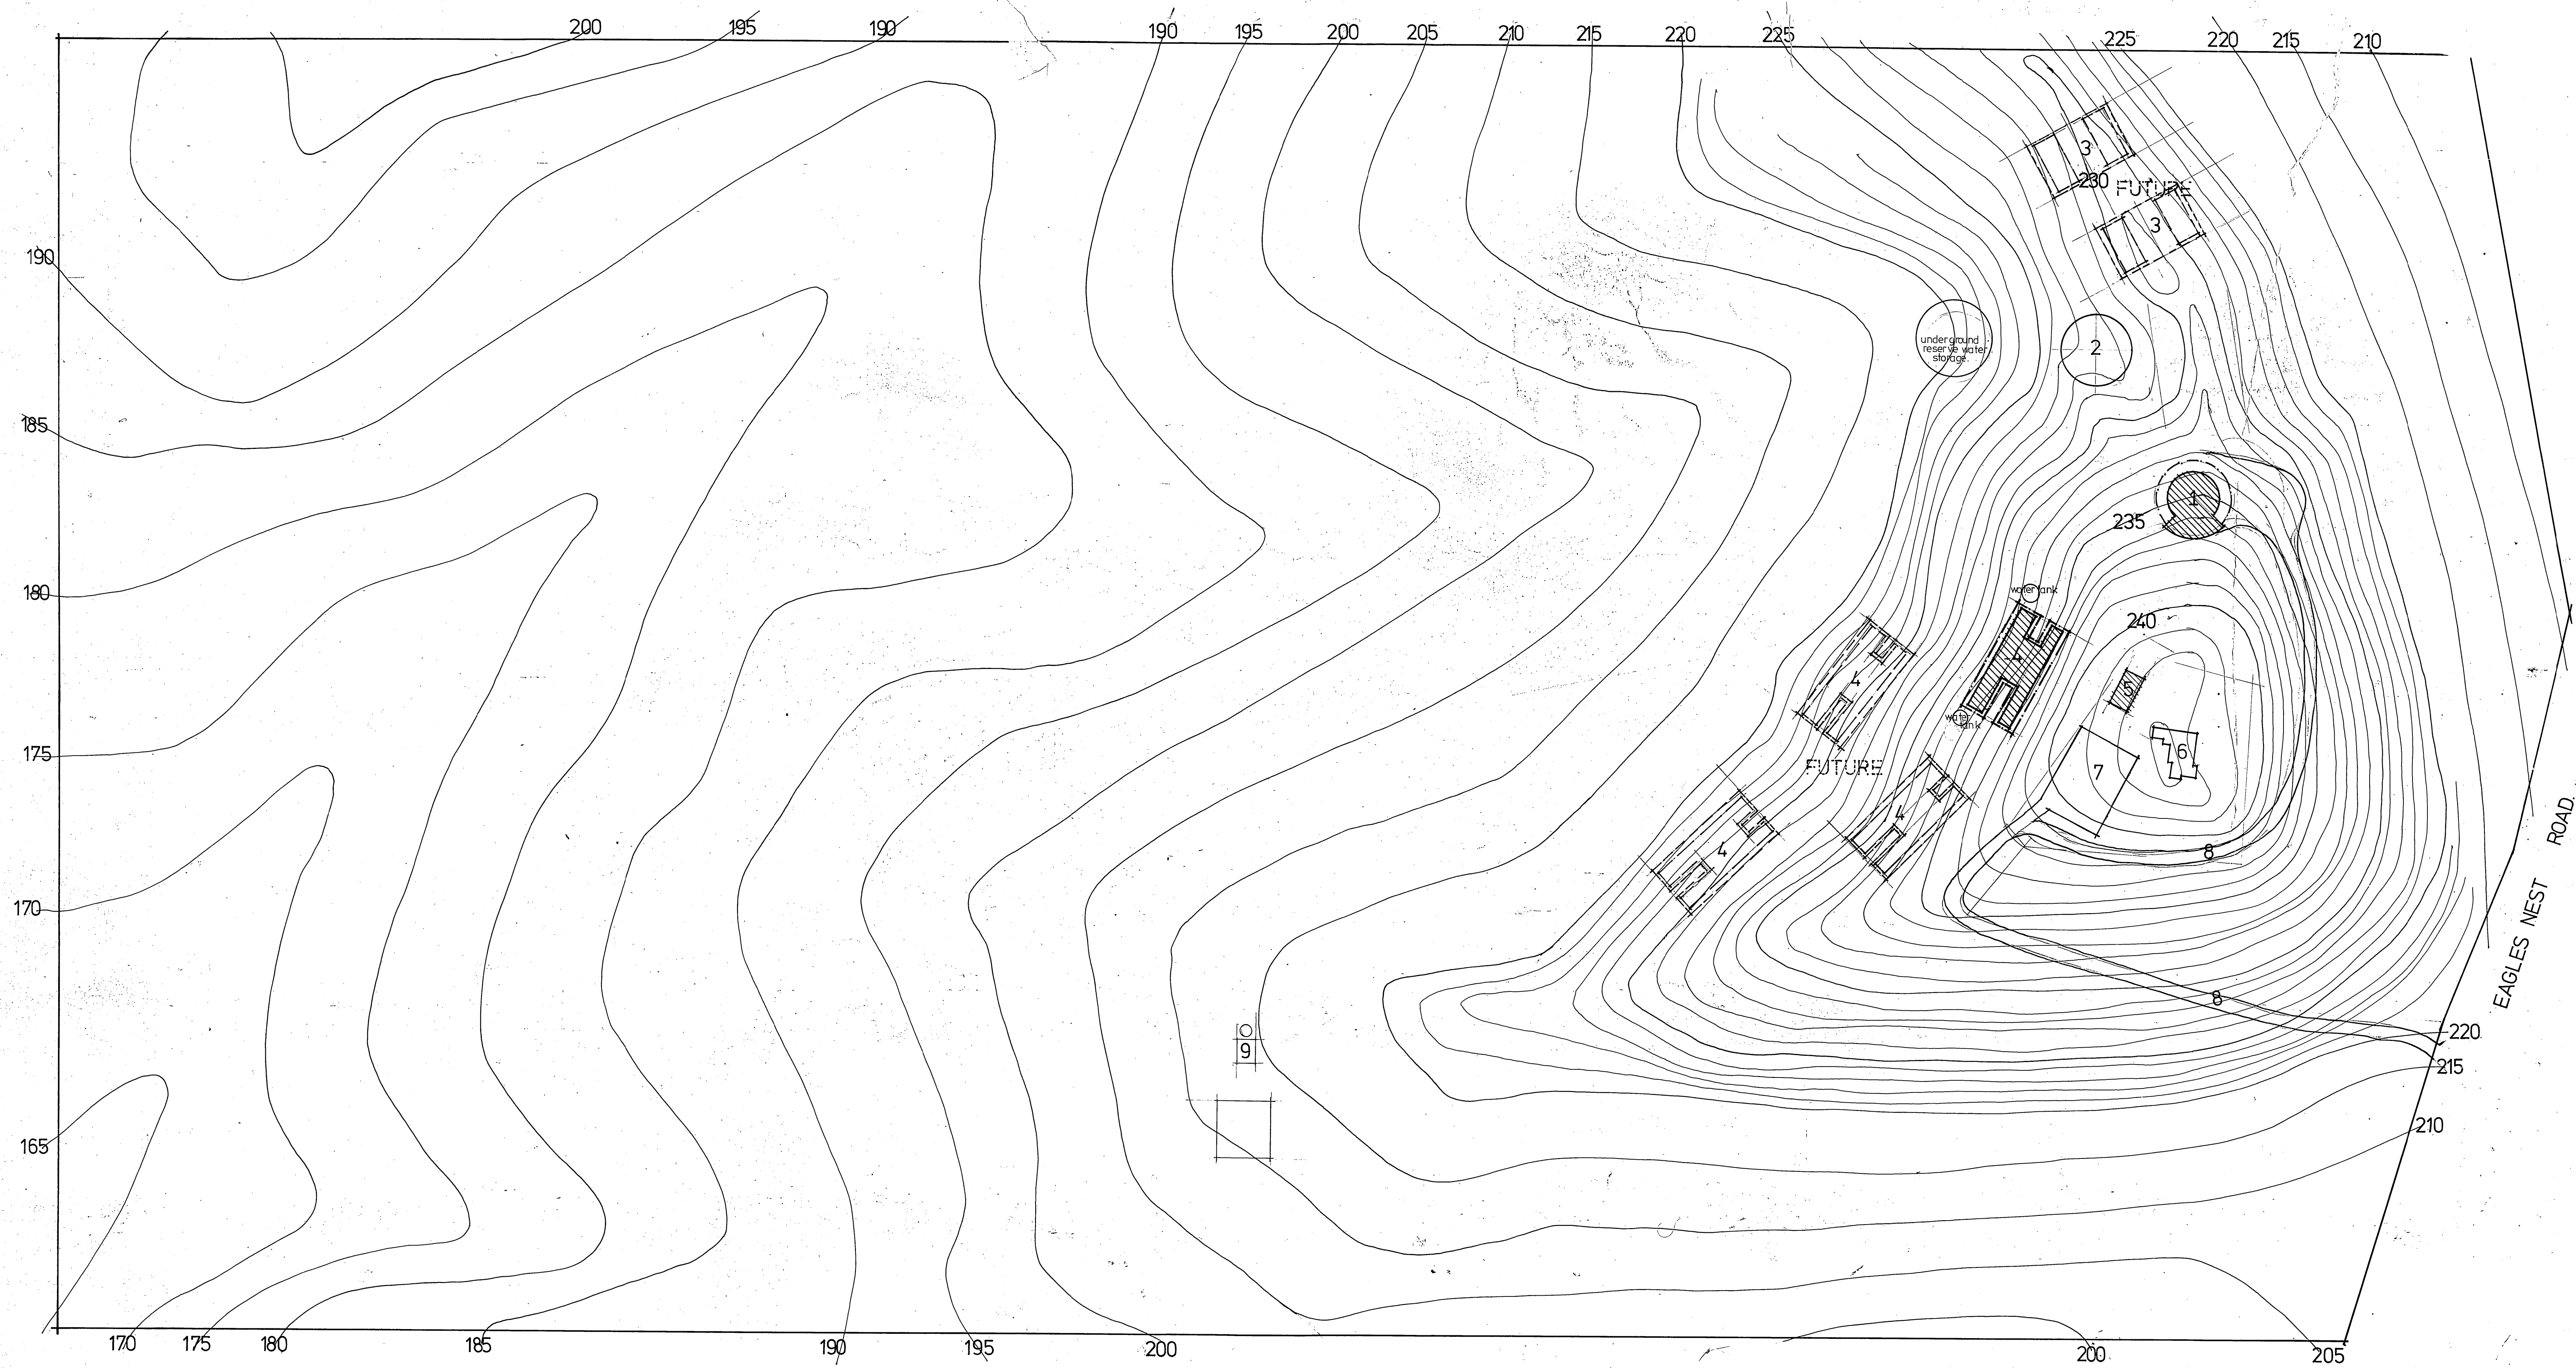 200 195 190 190 195 200 205 210 215 220 225 225 220 215 210
3
230 FUTURE
3
190
underground
reserve water
storage.
2
185
1
235
180
water tank
240
4
4
5
water
tank
6
175
7
FUTURE
4
4
8
ROAD.
EAGLES NEST
170
8
9
220
215
210
165
170 175 180 185 190 195 200 200 205